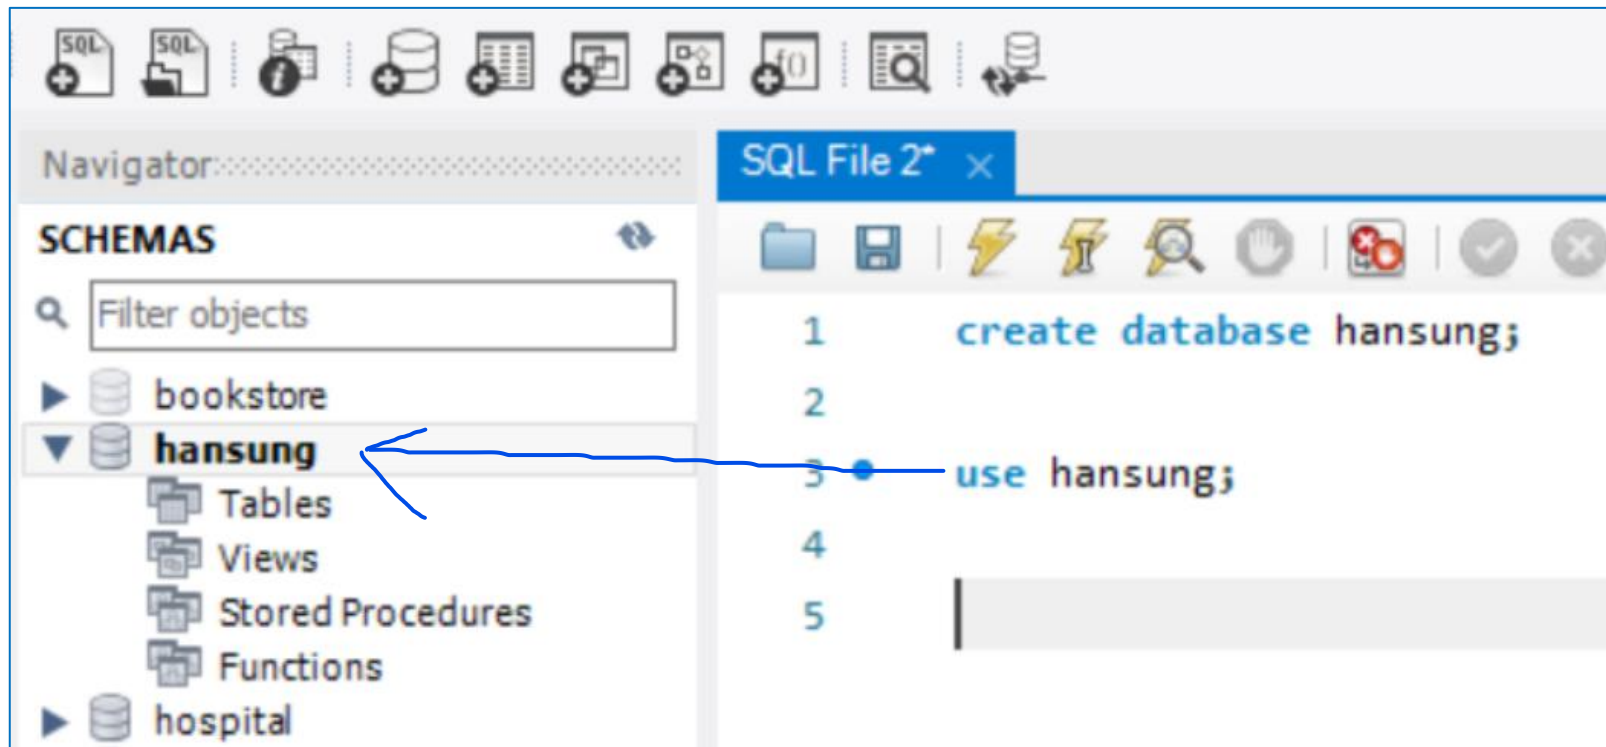 SQL SQL
f()
Navigator
SCHEMAS
Filter objects
bookstore
hansung
Tables
Views
Stored Procedures
Functions
hospital
SQL File 2*
1 create database hansung;
2
3 use hansung;
4
5